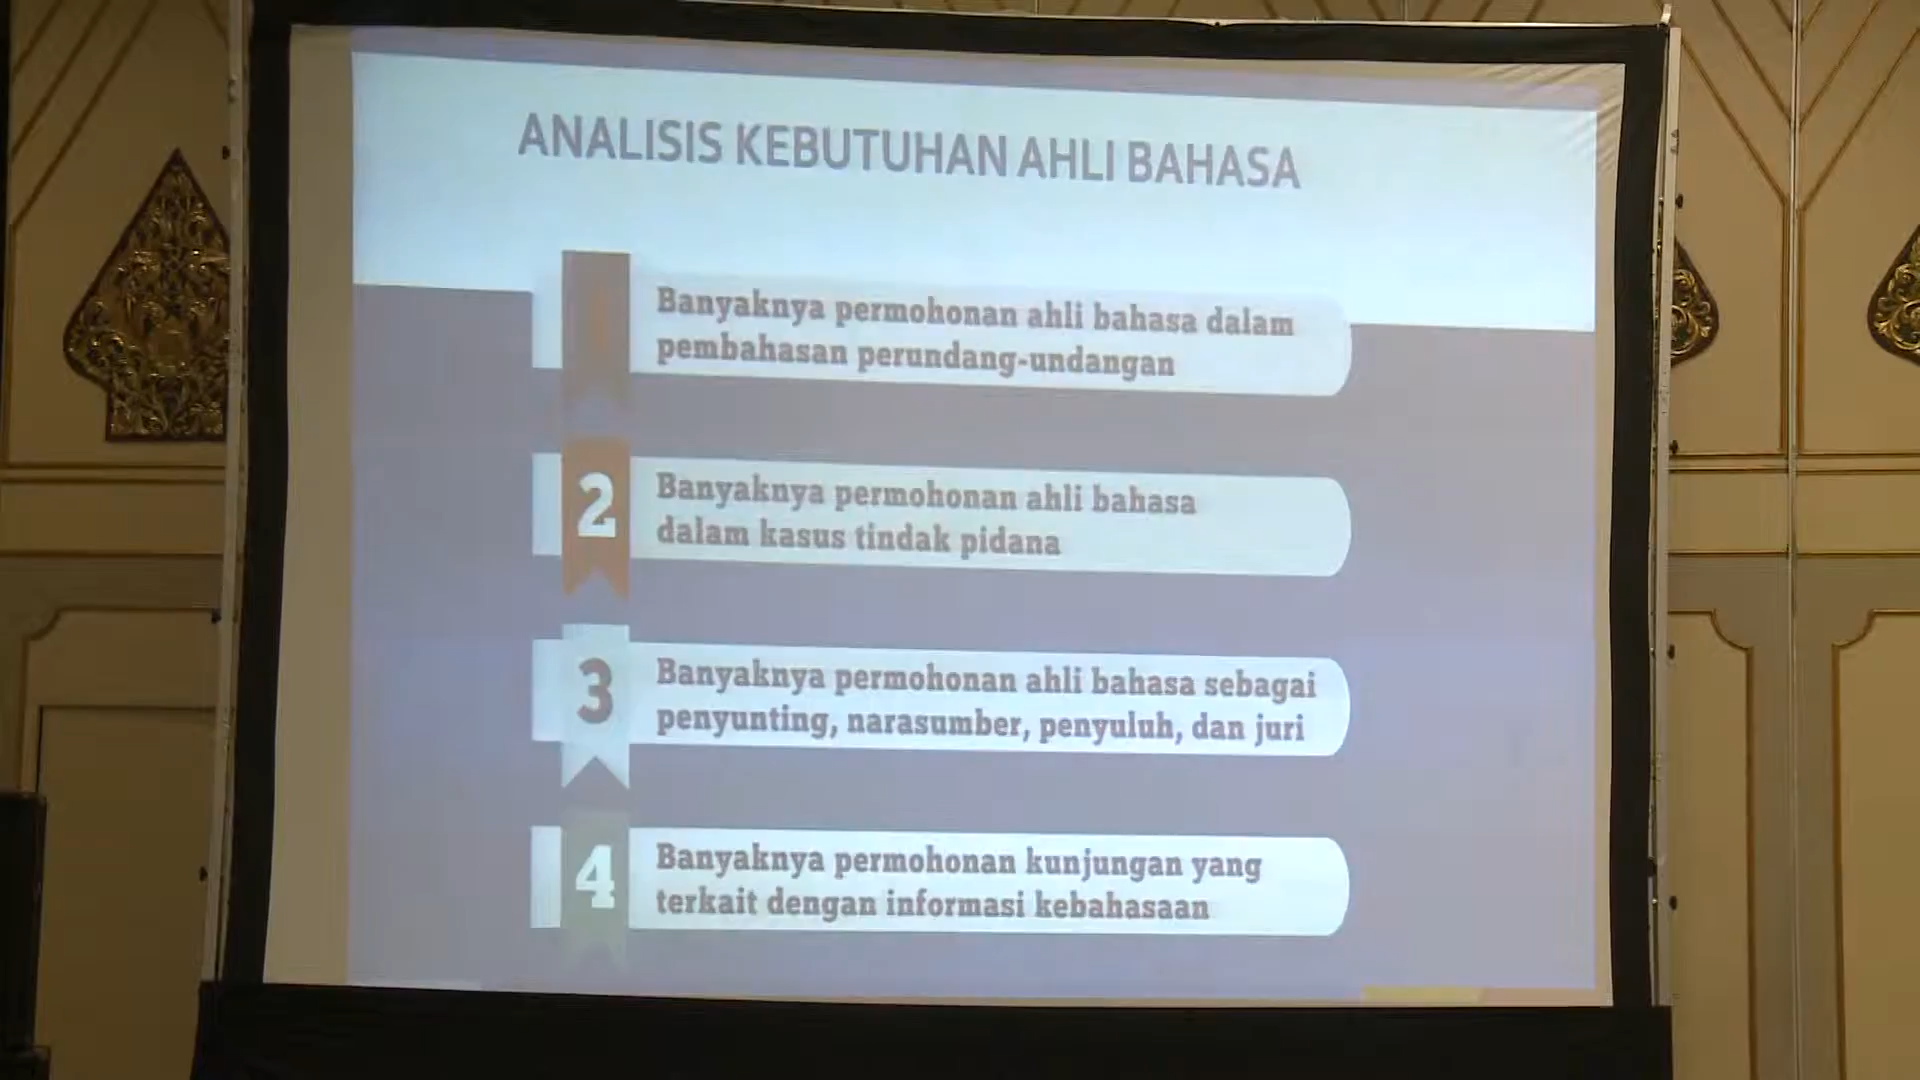 ANALISIS KEBUTUHAN AHLI BAHASA
Banyaknya permohonan ahli bahasa dalam
pembahasan perundang-undangan
2
Banyaknya permohonan ahli bahasa
dalam kasus tindak pidana
3
Banyaknya permohonan ahli bahasa sebagai
penyunting, narasumber, penyuluh, dan juri
4
Banyaknya permohonan kunjungan yang
terkait dengan informasi kebahasaan